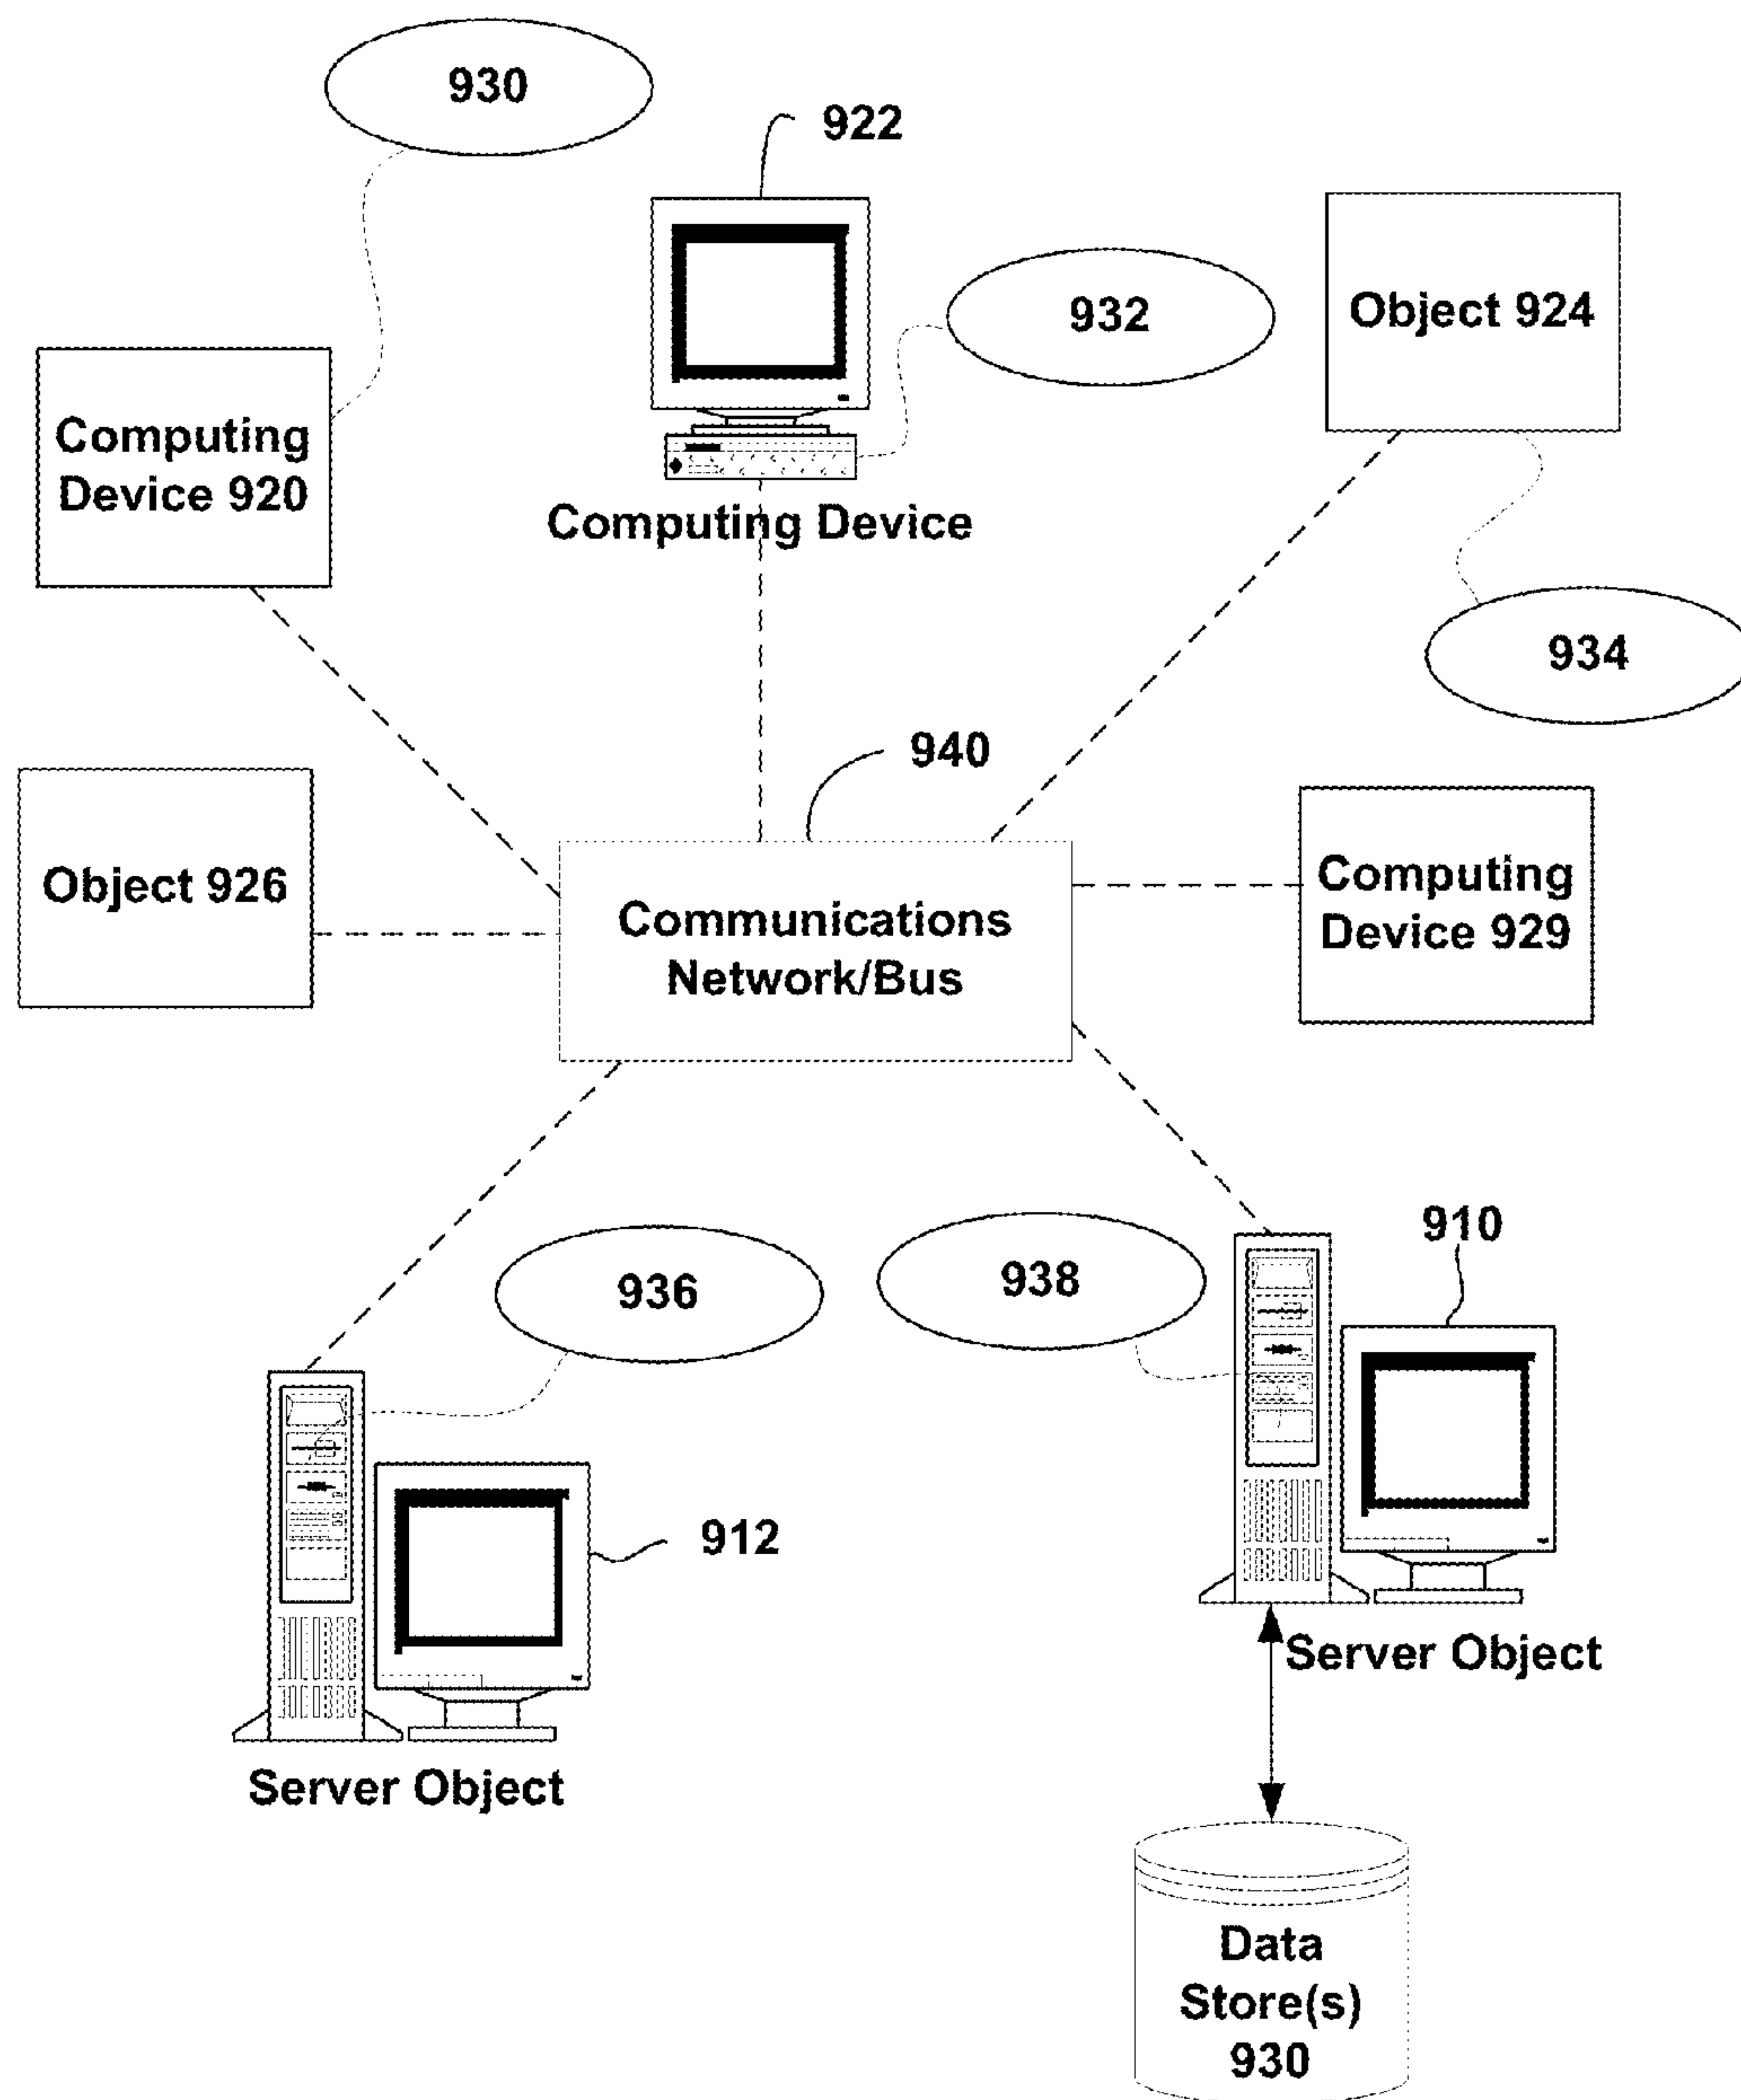 930
922
932
Object 924
Computing
Device 920
Computing Device
934
940
Object 926
Communications
Network/Bus
Computing
Device 929
936
938
910
912
Server Object
Server Object
Data
Store(s)
930